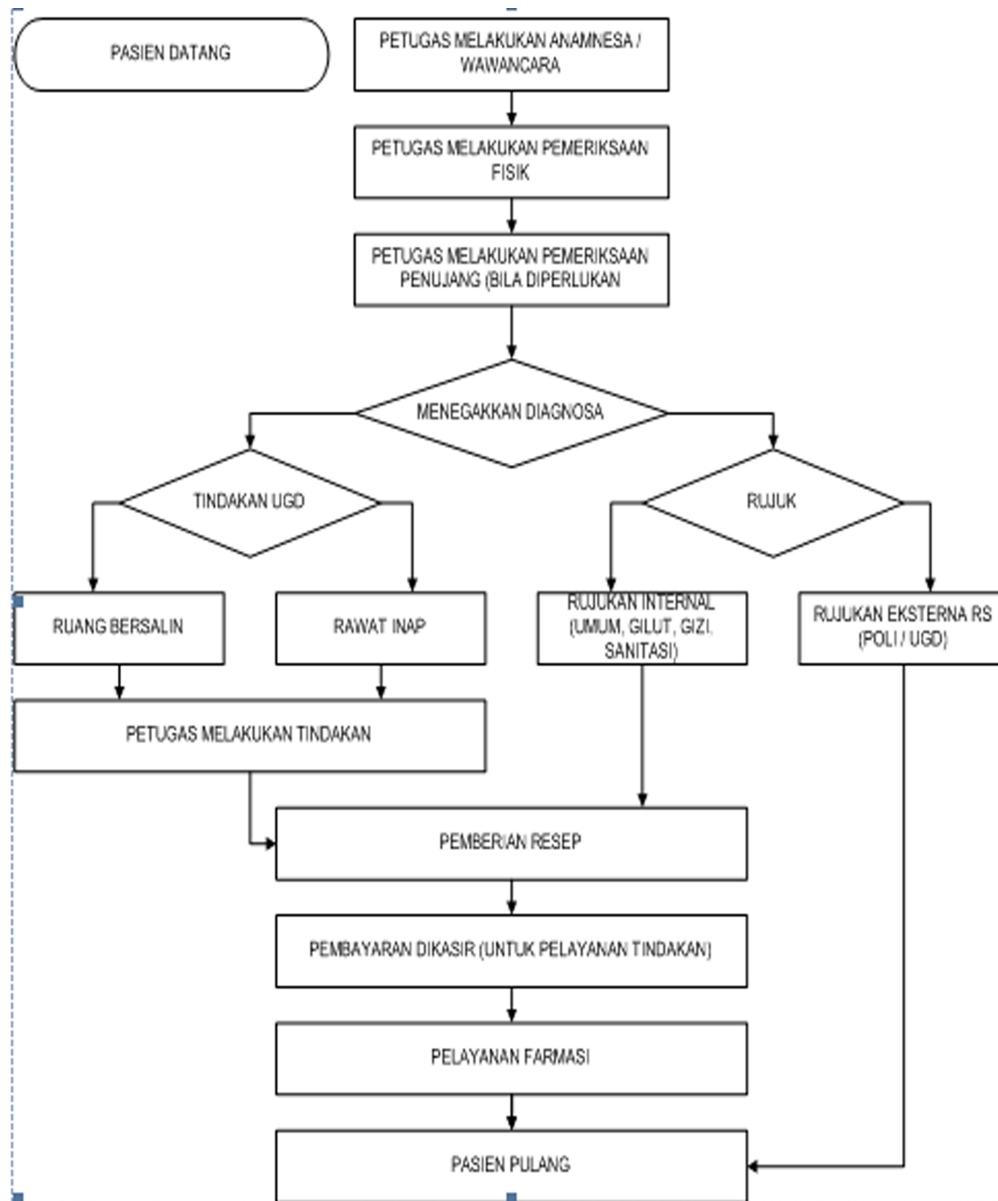 PASIEN DATANG
PETUGAS MELAKUKAN ANAMNESA /
WAWANCARA
PETUGAS MELAKUKAN PEMERIKSAAN
FISIK
PETUGAS MELAKUKAN PEMERIKSAAN
PENUJANG (BILA DIPERLUKAN
MENEGAKKAN DIAGNOSA
TINDAKAN UGD
RUJUK
RUANG BERSALIN
RAWAT INAP
RUJUKAN INTERNAL
(UMUM, GILUT, GIZI,
SANITASI)
RUJUKAN EKSTERNA RS
(POLI / UGD)
PETUGAS MELAKUKAN TINDAKAN
PEMBERIAN RESEP
PEMBAYARAN DIKASIR (UNTUK PELAYANAN TINDAKAN)
PELAYANAN FARMASI
PASIEN PULANG